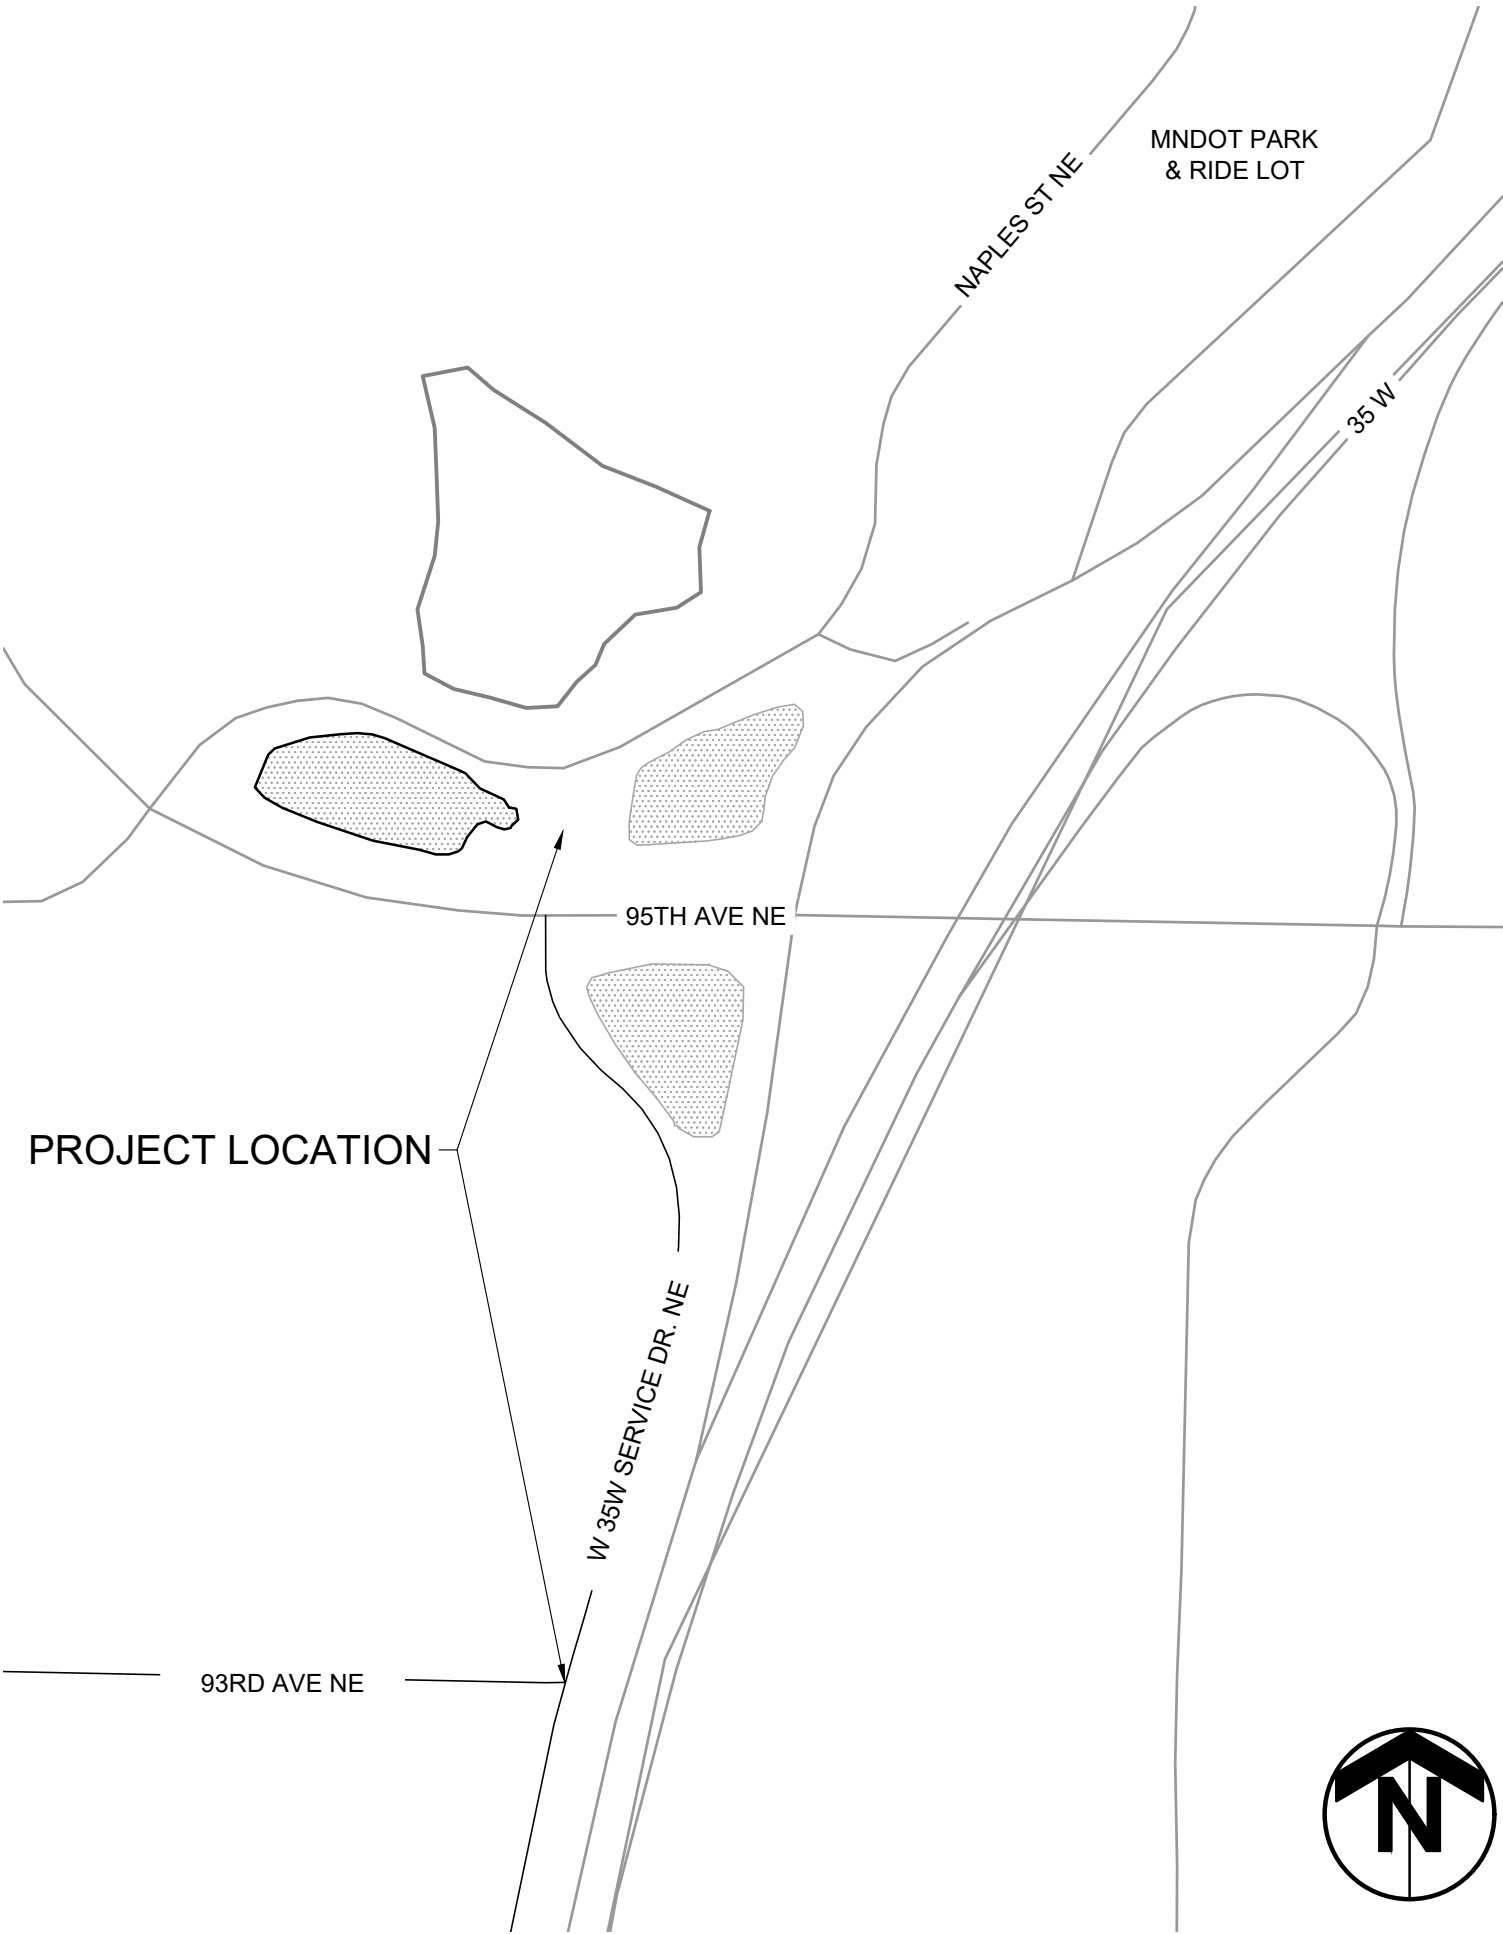 MNDOT PARK
& RIDE LOT
NAPLES ST NE
35 W
95TH AVE NE
PROJECT LOCATION
W 35W SERVICE DR. NE
93RD AVE NE
N